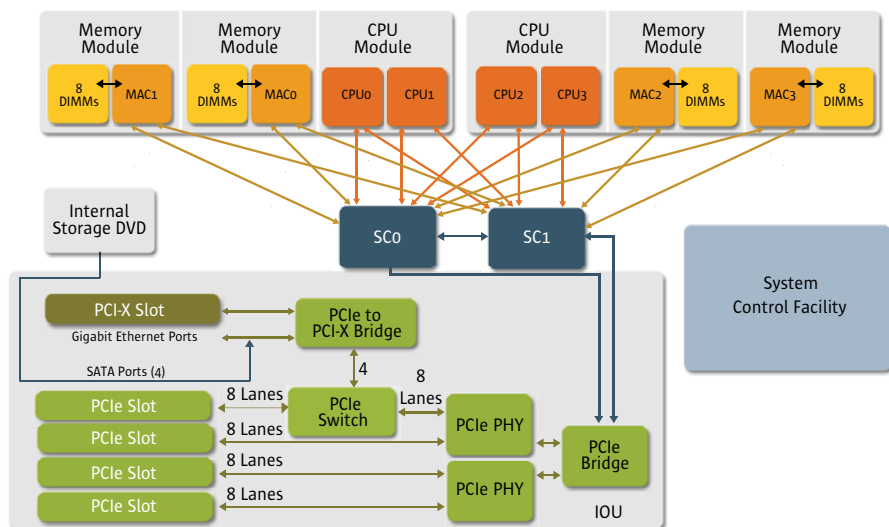 Memory
Module
Memory
Module
CPU
Module
CPU
Module
Memory
Module
Memory
Module
8
DIMMs
MAC1
8
DIMMs
MAC0
CPU0
CPU1
CPU2
CPU3
MAC2
8
DIMMs
MAC3
8
DIMMs
Internal
Storage DVD
SC0
SC1
System
Control Facility
PCI-X Slot
Gigabit Ethernet Ports
SATA Ports (4)
PCIe to
PCI-X Bridge
4
8
Lanes
PCIe Slot
8 Lanes
PCIe
Switch
PCIe Slot
8 Lanes
PCIe PHY
PCIe Slot
8 Lanes
PCIe Slot
8 Lanes
PCIe PHY
PCIe
Bridge
IOU